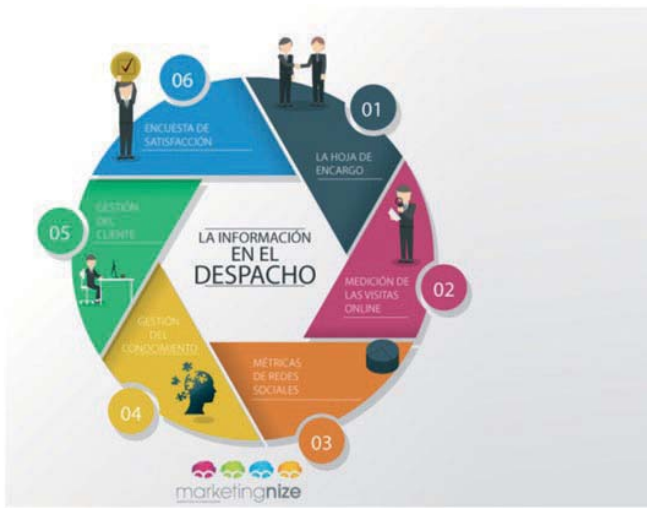 01
LA HOJA DE
ENCARGO
02
MEDICIÓN DE
LAS VISITAS
ONLINE
03
MÉTRICAS
DE REDES
SOCIALES
04
GESTIÓN
DEL
CONOCIMIENTO
05
GESTIÓN
DEL
CLIENTE
06
ENCUESTA DE
SATISFACCIÓN
LA INFORMACIÓN
EN EL
DESPACHO
marketingnize